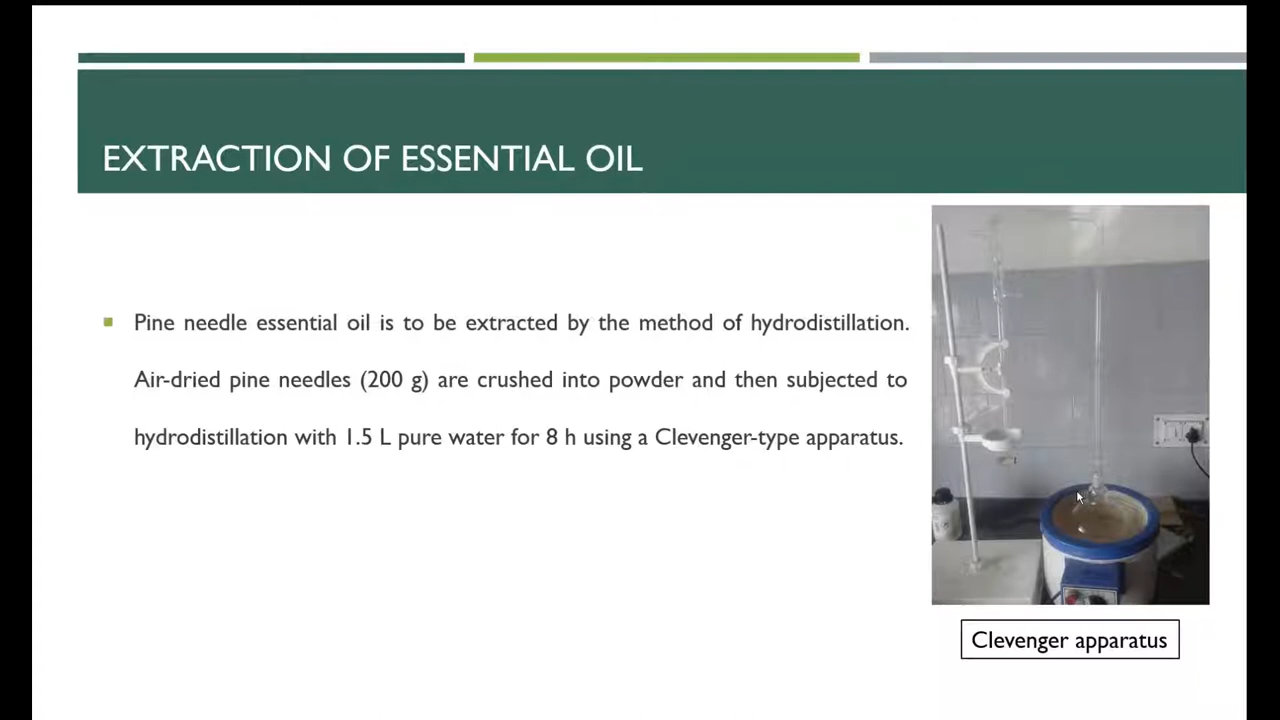 EXTRACTION OF ESSENTIAL OIL
Pine needle essential oil is to be extracted by the method of hydrodistillation.
Air-dried pine needles (200 g) are crushed into powder and then subjected to
hydrodistillation with 1.5 L pure water for 8 h using a Clevenger-type apparatus.
Clevenger apparatus